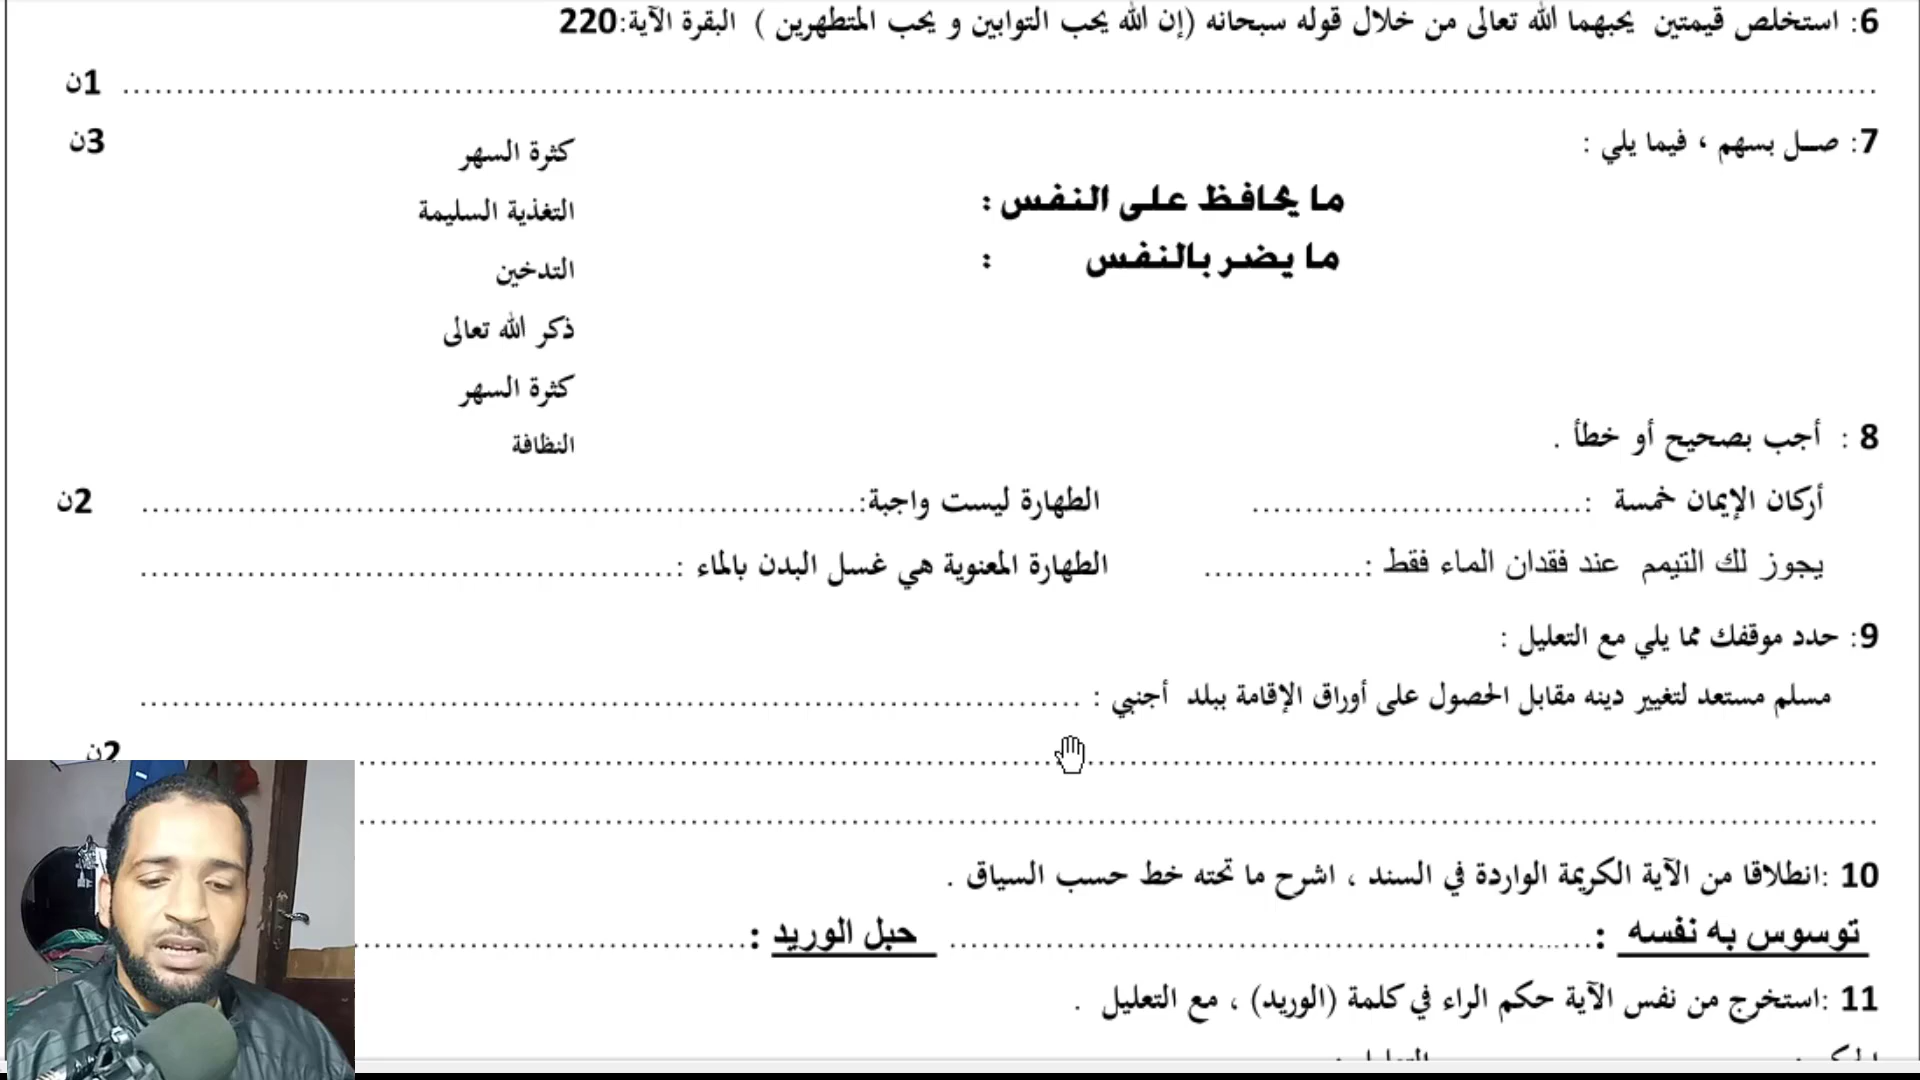 6: استخلص قيمتين يحبهما الله تعالى من خلال قوله سبحانه (إن الله يحب التوابين و يحب المتطهرين ) البقرة الآية:220
1ن
7: صل بسهم ، فيما يلي :
3ن
كثرة السهر
ما يحافظ على النفس :
التغذية السليمة
ما يضر بالنفس :
التدخين
ذكر الله تعالى
كثرة السهر
النظافة
8 : أجب بصحيح أو خطأ .
أركان الإيمان خمسة : الطهارة ليست واجبة: 2ن
يجوز لك التيمم عند فقدان الماء فقط : الطهارة المعنوية هي غسل البدن بالماء :
9: حدد موقفك مما يلي مع التعليل :
مسلم مستعد لتغيير دينه مقابل الحصول على أوراق الإقامة ببلد أجنبي :
2ن
10 :انطلاقا من الآية الكريمة الواردة في السند ، اشرح ما تحته خط حسب السياق .
توسوس به نفسه : حبل الوريد :
11 :استخرج من نفس الآية حكم الراء في كلمة (الوريد) ، مع التعليل .